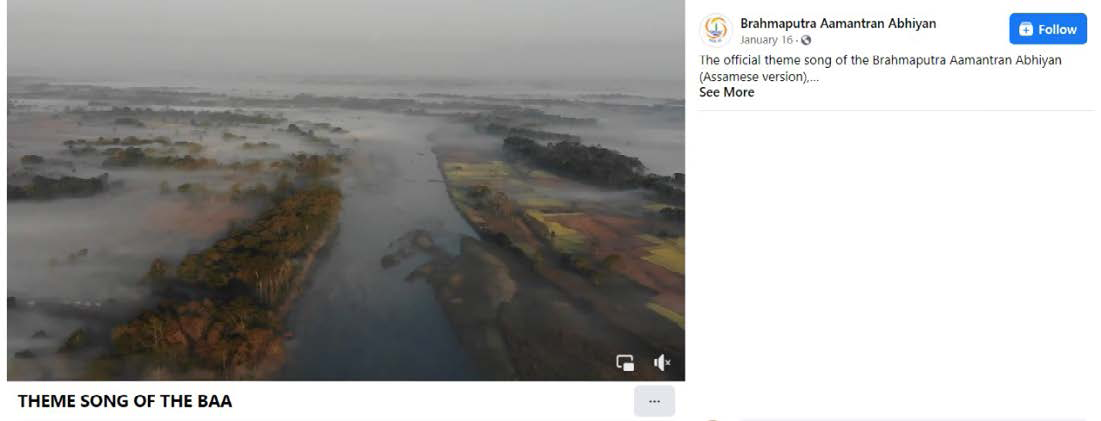 Brahmaputra Aamantran Abhiyan
January 16 ·
Follow
The official theme song of the Brahmaputra Aamantran Abhiyan
(Assamese version),...
See More
THEME SONG OF THE BAA
...